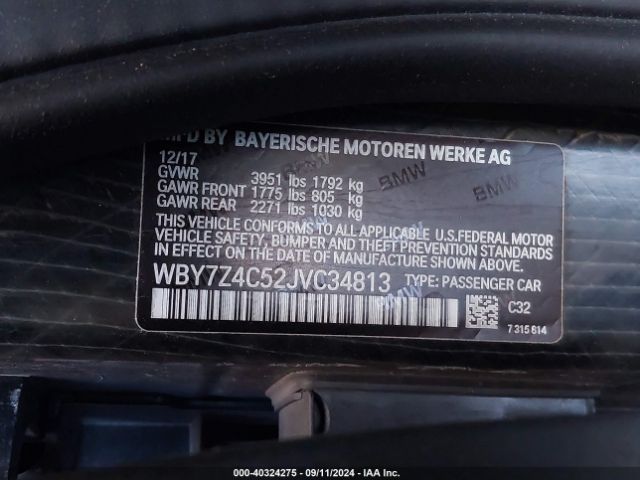 MFD BY BAYERISCHE MOTOREN WERKE AG
12/17
GVWR 3951 lbs 1792 kg
GAWR FRONT 1775 lbs 805 kg
GAWR REAR 2271 lbs 1030 kg
THIS VEHICLE CONFORMS TO ALL APPLICABLE U.S.FEDERAL MOTOR
VEHICLE SAFETY, BUMPER AND THEFT PREVENTION STANDARDS
IN EFFECT ON THE DATE OF MANUFACTURE SHOWN ABOVE.
WBY7Z4C52JVC34813 TYPE: PASSENGER CAR
C32
7 315 614
BMW
BMW
BMW
000-40324275 - 09/11/2024 - IAA Inc.